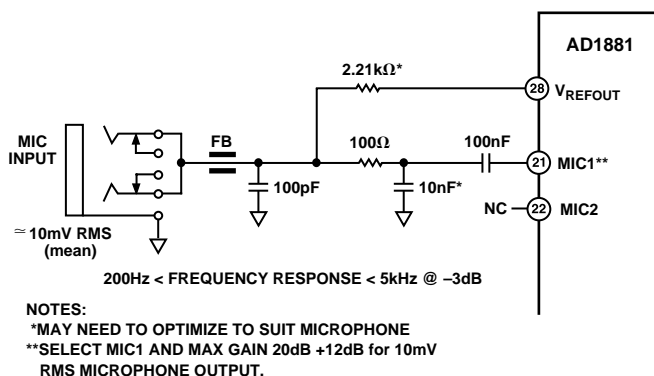 AD1881
2.21kΩ*
28 VREFOUT
MIC INPUT
FB
100Ω
100nF
21 MIC1**
100pF
10nF*
NC 22 MIC2
≃ 10mV RMS
(mean)
200Hz < FREQUENCY RESPONSE < 5kHz @ –3dB
NOTES:
*MAY NEED TO OPTIMIZE TO SUIT MICROPHONE
**SELECT MIC1 AND MAX GAIN 20dB +12dB for 10mV
RMS MICROPHONE OUTPUT.